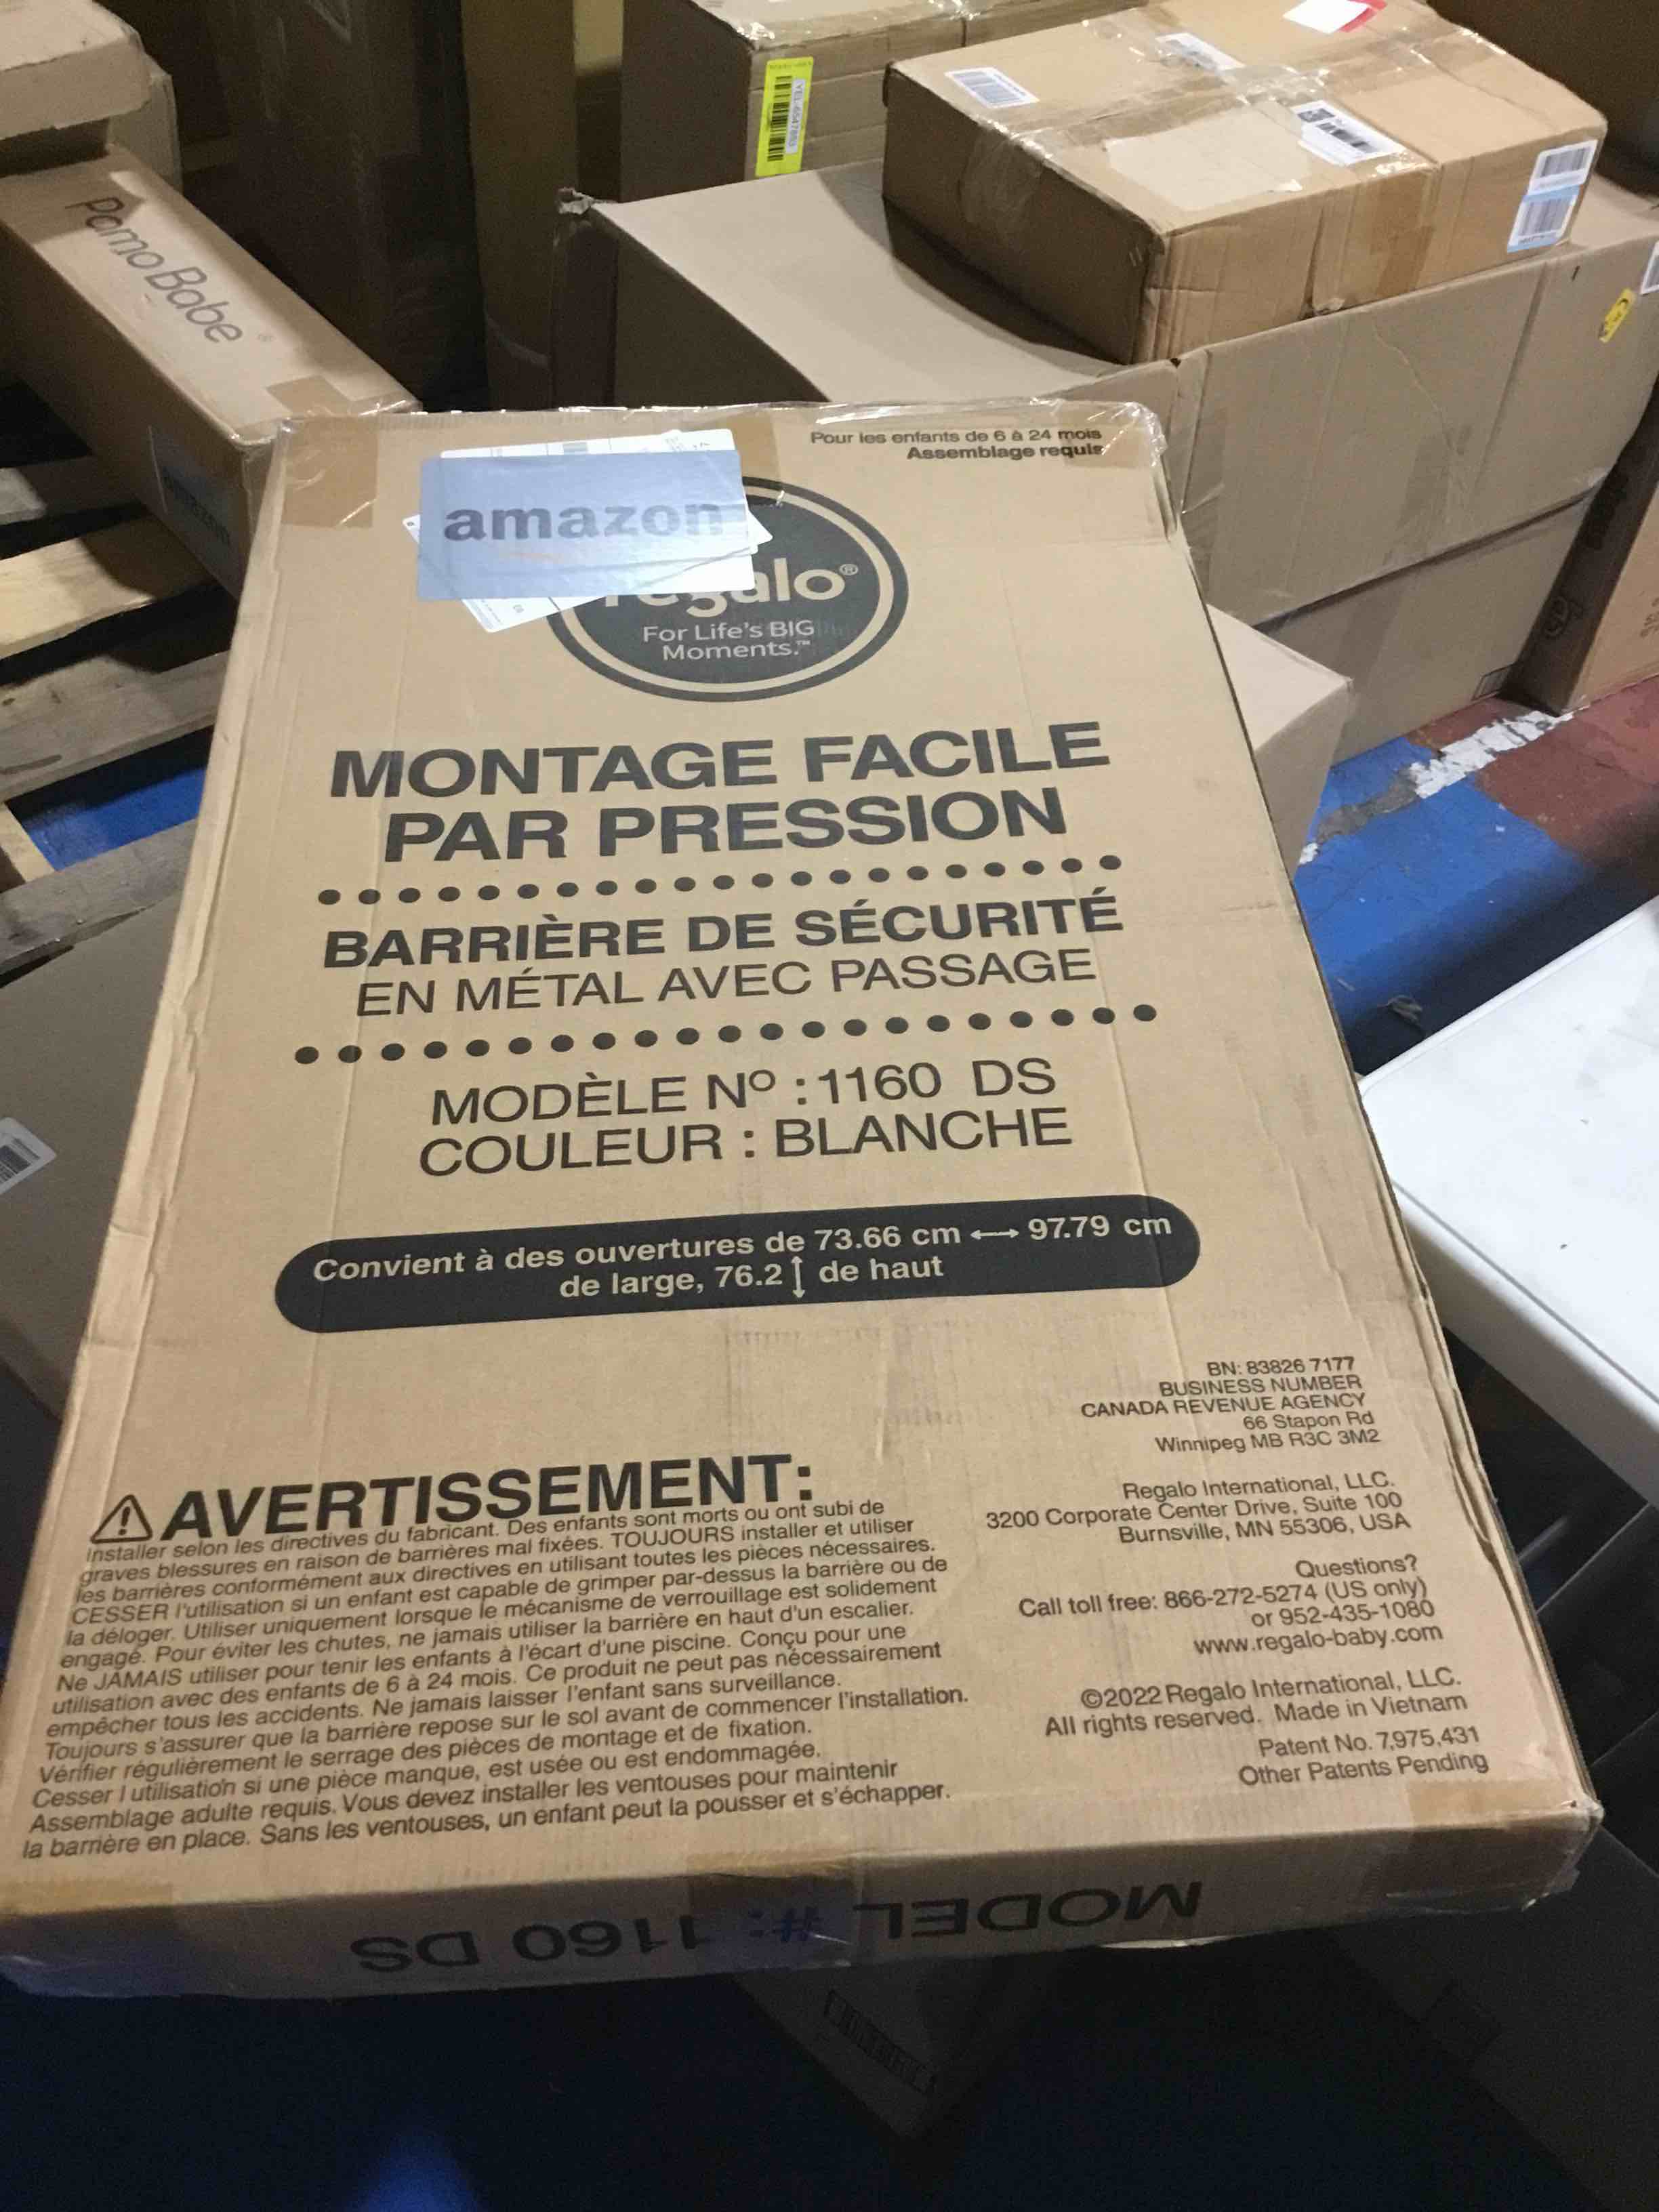 PomoBabe
YEL-6547863
Pour les enfants de 6 à 24 mois
Assemblage requis
amazon
regalo®
For Life's BIG
Moments.™
MONTAGE FACILE
PAR PRESSION
BARRIÈRE DE SÉCURITÉ
EN MÉTAL AVEC PASSAGE
MODÈLE Nº : 1160 DS
COULEUR : BLANCHE
Convient à des ouvertures de 73.66 cm ⟷ 97.79 cm
de large, 76.2 ↕ de haut
BN: 83826 7177
BUSINESS NUMBER
CANADA REVENUE AGENCY
66 Stapon Rd
Winnipeg MB R3C 3M2
Regalo International, LLC.
3200 Corporate Center Drive, Suite 100
Burnsville, MN 55306, USA
Questions?
Call toll free: 866-272-5274 (US only)
or 952-435-1080
www.regalo-baby.com
©2022 Regalo International, LLC.
All rights reserved. Made in Vietnam
Patent No. 7,975,431
Other Patents Pending
⚠ AVERTISSEMENT:
Installer selon les directives du fabricant. Des enfants sont morts ou ont subi de
graves blessures en raison de barrières mal fixées. TOUJOURS installer et utiliser
les barrières conformément aux directives en utilisant toutes les pièces nécessaires.
CESSER l'utilisation si un enfant est capable de grimper par-dessus la barrière ou de
la déloger. Utiliser uniquement lorsque le mécanisme de verrouillage est solidement
engagé. Pour éviter les chutes, ne jamais utiliser la barrière en haut d'un escalier.
Ne JAMAIS utiliser pour tenir les enfants à l'écart d'une piscine. Conçu pour une
utilisation avec des enfants de 6 à 24 mois. Ce produit ne peut pas nécessairement
empêcher tous les accidents. Ne jamais laisser l'enfant sans surveillance.
Toujours s'assurer que la barrière repose sur le sol avant de commencer l'installation.
Vérifier régulièrement le serrage des pièces de montage et de fixation.
Cesser l'utilisation si une pièce manque, est usée ou est endommagée.
Assemblage adulte requis. Vous devez installer les ventouses pour maintenir
la barrière en place. Sans les ventouses, un enfant peut la pousser et s'échapper.
MODEL #: 1160 DS